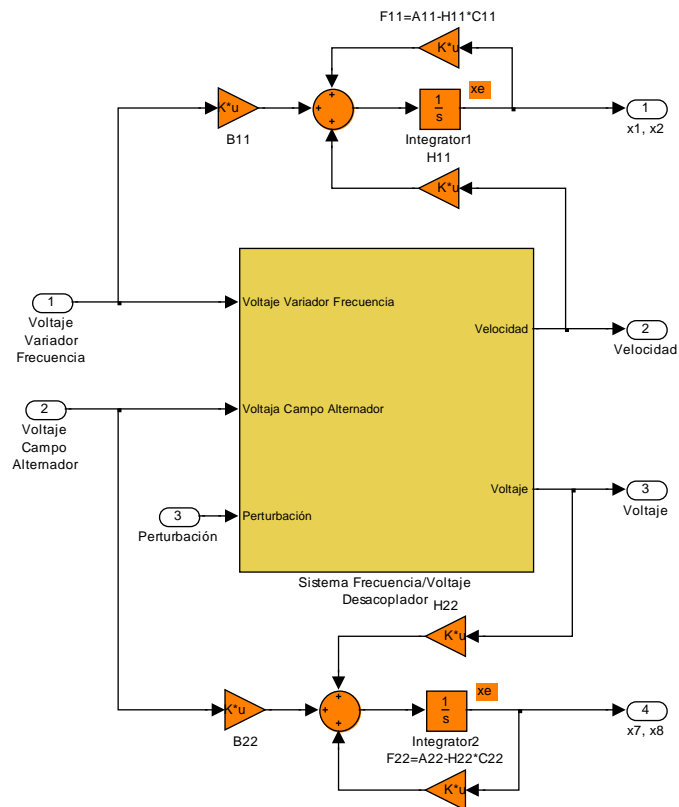 F11=A11-H11*C11
K*u
xe
K*u
B11
+
+
+
1
s
Integrator1
1
x1, x2
H11
K*u
1
Voltaje
Variador
Frecuencia
Voltaje Variador Frecuencia
Velocidad
2
Velocidad
2
Voltaje
Campo
Alternador
Voltaja Campo Alternador
Voltaje
3
Voltaje
3
Perturbación
Perturbación
Sistema Frecuencia/Voltaje
Desacoplador
H22
K*u
xe
K*u
B22
+
+
+
1
s
Integrator2
4
x7, x8
F22=A22-H22*C22
K*u